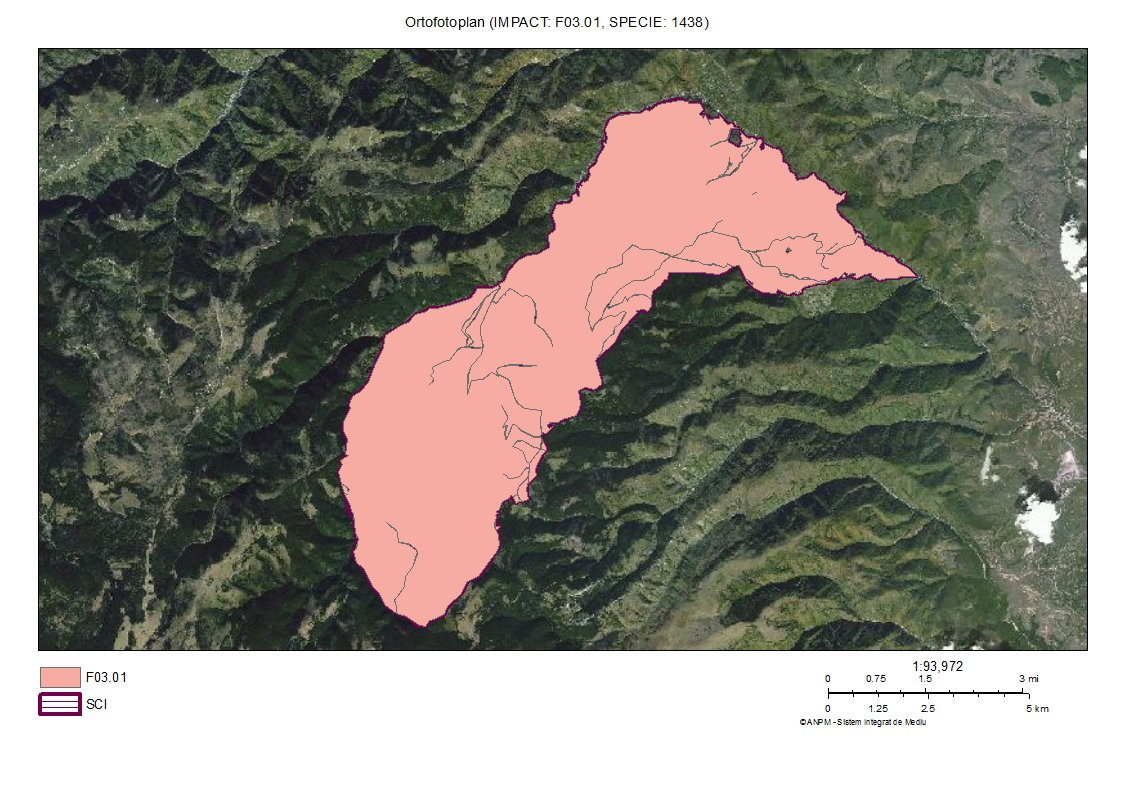 Ortofotoplan (IMPACT: F03.01, SPECIE: 1438)
F03.01
SCI
1:93,972
0 0.75 1.5 3 mi
0 1.25 2.5 5 km
©ANPM - Sistem Integrat de Mediu